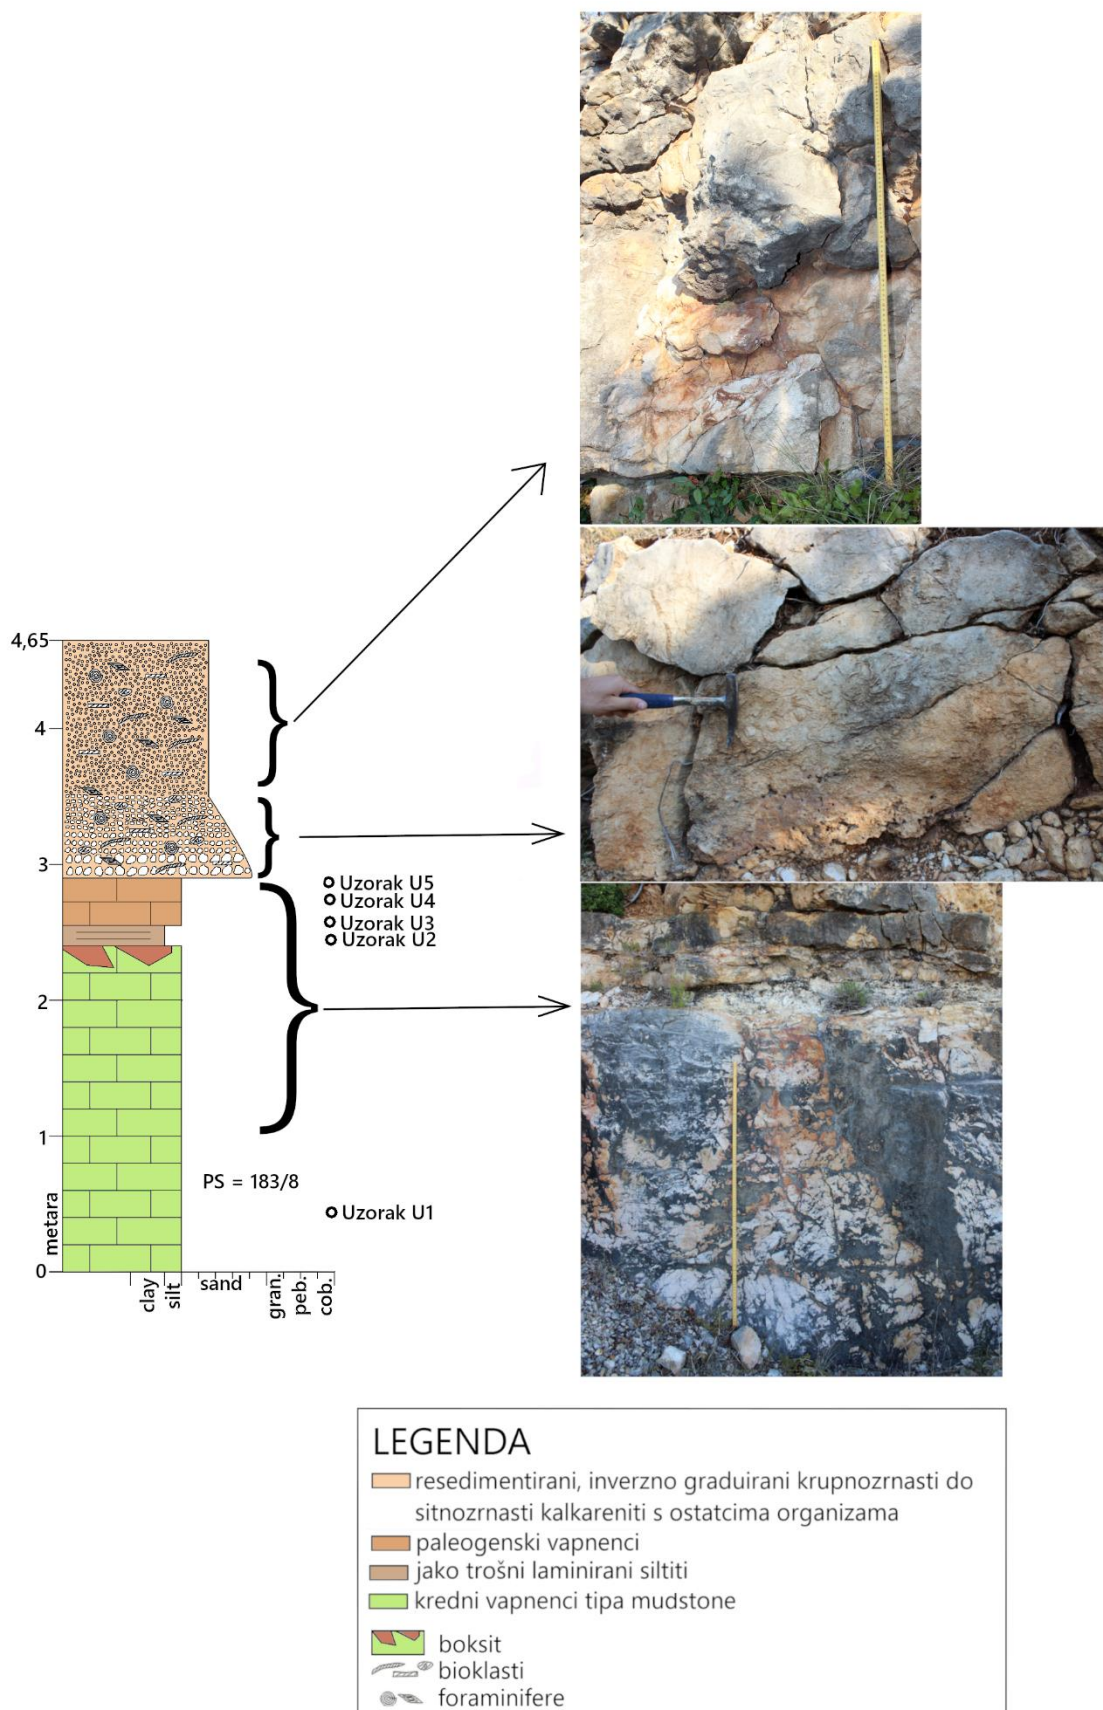 4,65
4
3
Uzorak U5
Uzorak U4
Uzorak U3
Uzorak U2
2
1
PS = 183/8
Uzorak U1
metara
0
clay
silt
sand
gran.
peb.
cob.
LEGENDA
resedimentirani, inverzno graduirani krupnozrnasti do
sitnozrnasti kalkareniti s ostatcima organizama
paleogenski vapnenci
jako trošni laminirani siltiti
kredni vapnenci tipa mudstone
boksit
bioklasti
foraminifere